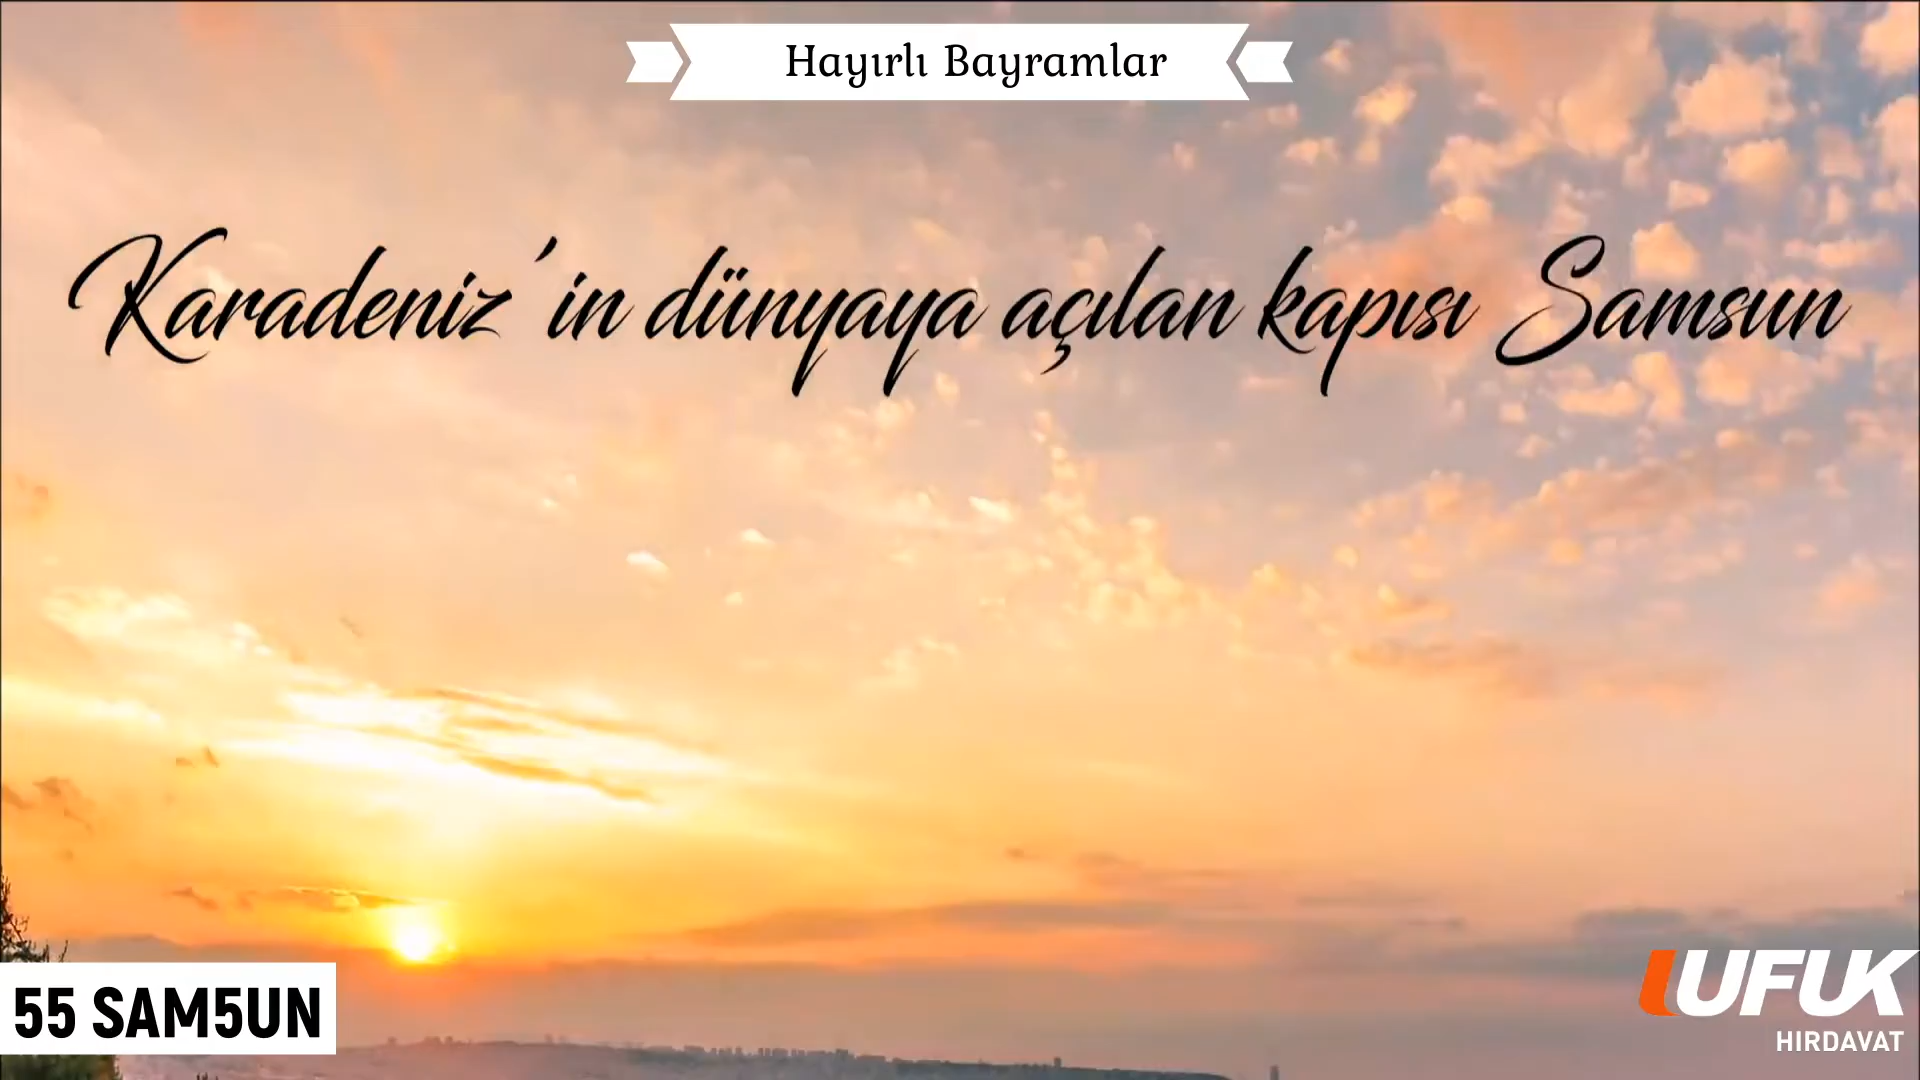 Hayırlı Bayramlar
Karadeniz'in dünyaya açılan kapısı Samsun
55 SAM5UN
UFUK
HIRDAVAT